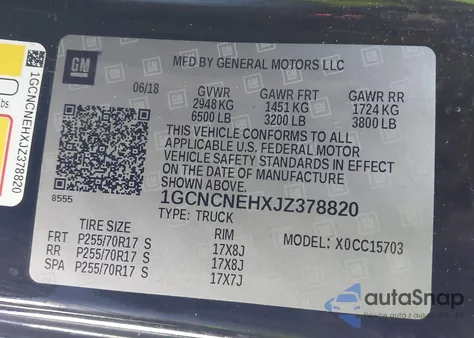 GM
MFD BY GENERAL MOTORS LLC
GM
06/18 GVWR GAWR FRT GAWR RR
2948 KG 1451 KG 1724 KG
6500 LB 3200 LB 3800 LB
THIS VEHICLE CONFORMS TO ALL
APPLICABLE U.S. FEDERAL MOTOR
VEHICLE SAFETY STANDARDS IN EFFECT
ON THE DATE OF MANUFACTURE
SHOWN ABOVE.
8555
1GCNCNEHXJZ378820
TYPE: TRUCK
TIRE SIZE RIM MODEL: X0CC15703
FRT P255/70R17 S 17X8J
RR P255/70R17 S 17X8J
SPA P255/70R17 S 17X7J
1GCNCNEHXJZ378820
bs
autoSnap